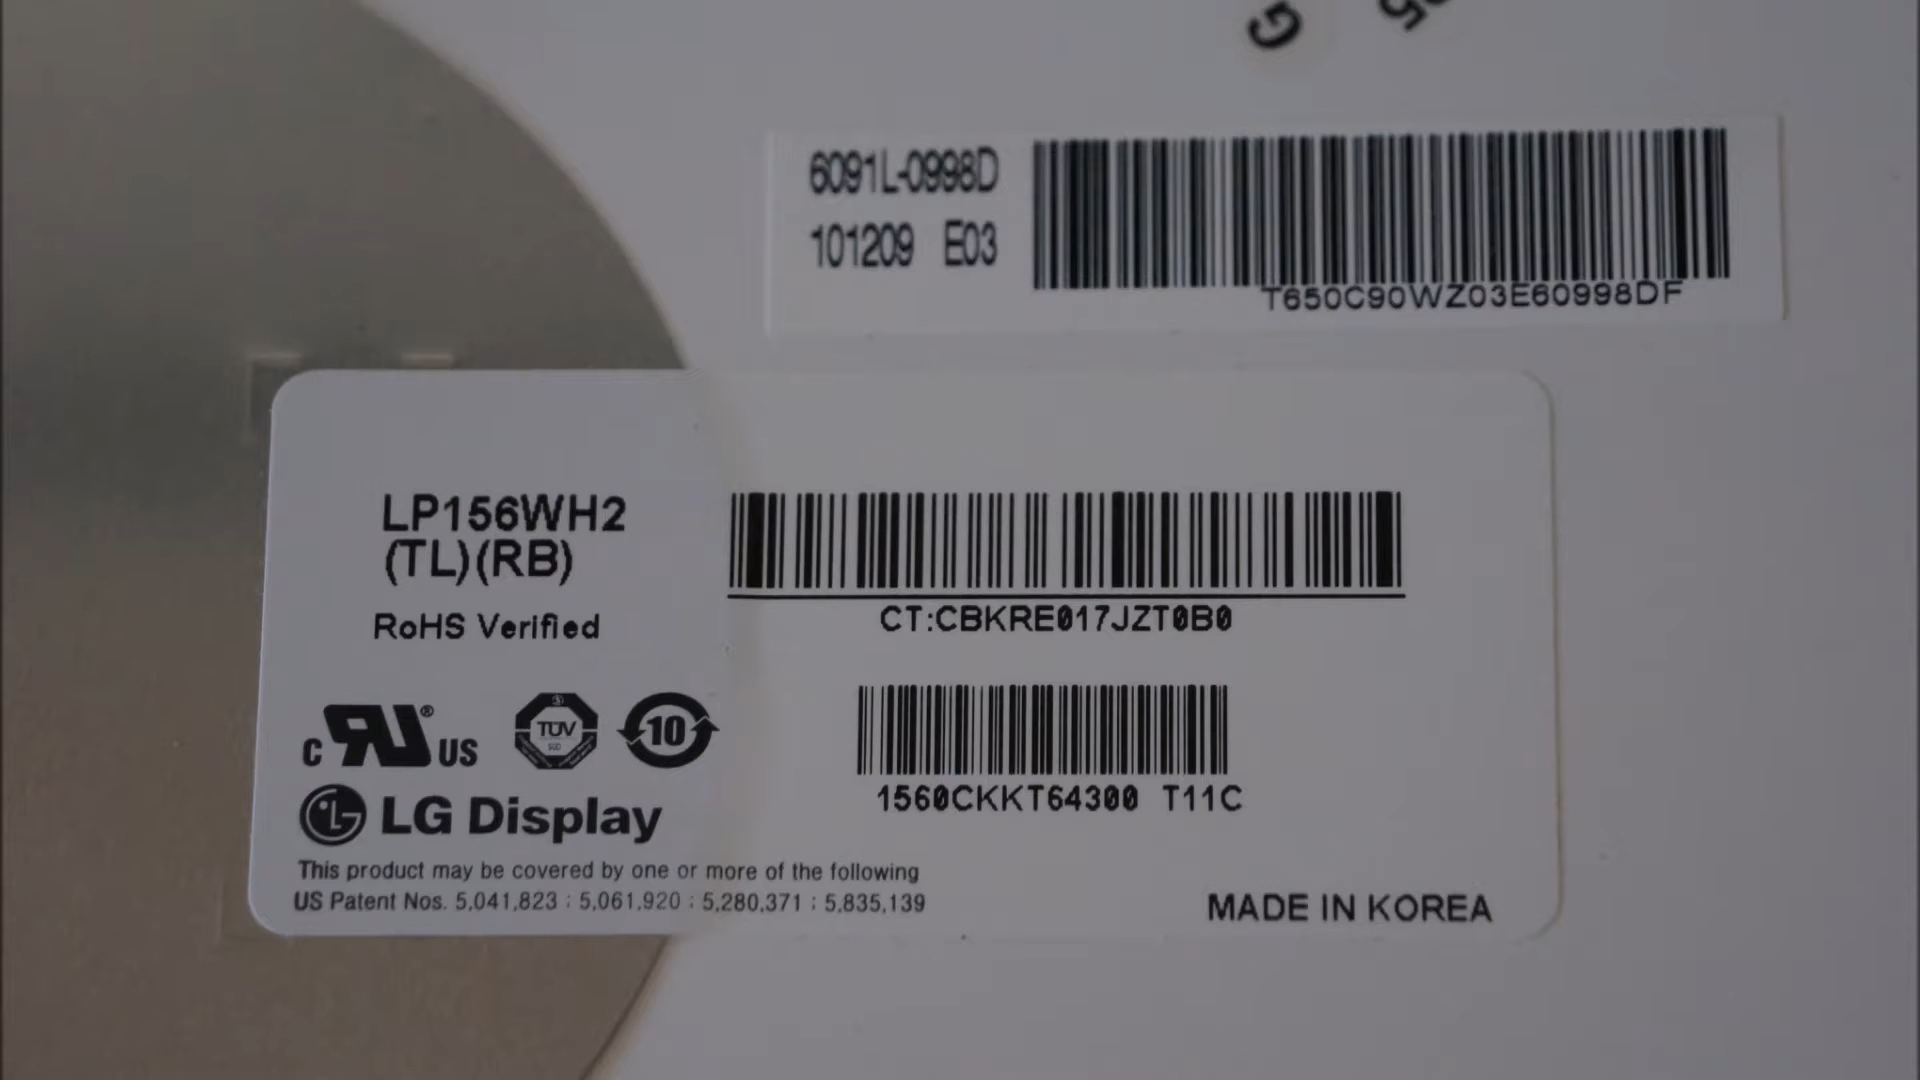 G 5
6091L-0998D
101209 E03
T650C90WZ03E60998DF
LP156WH2
(TL)(RB)
RoHS Verified
CT:CBKRE017JZT0B0
C RU® US
TÜV
10
1560CKKT64300 T11C
LG Display
This product may be covered by one or more of the following
US Patent Nos. 5,041,823 : 5,061,920 : 5,280,371 : 5,835,139
MADE IN KOREA